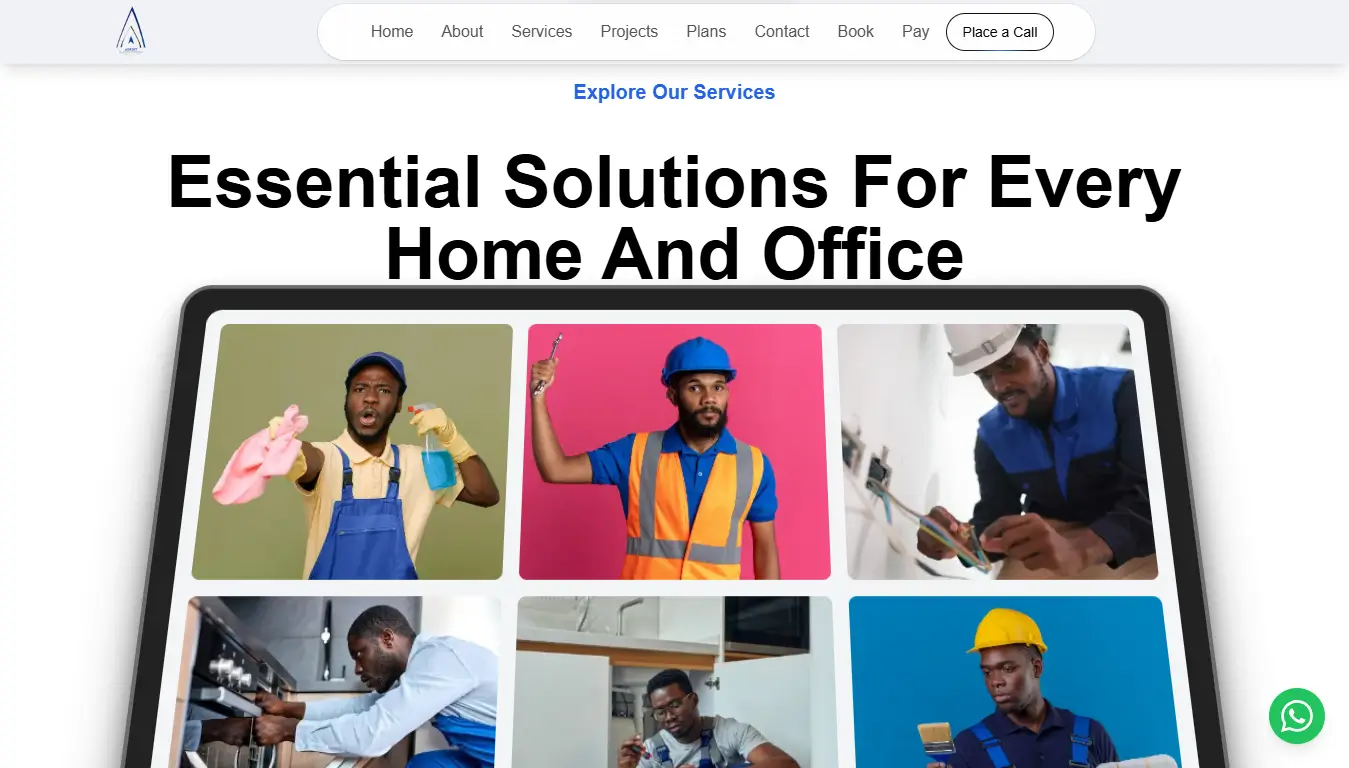 Home About Services Projects Plans Contact Book Pay Place a Call
Explore Our Services
Essential Solutions For Every
Home And Office